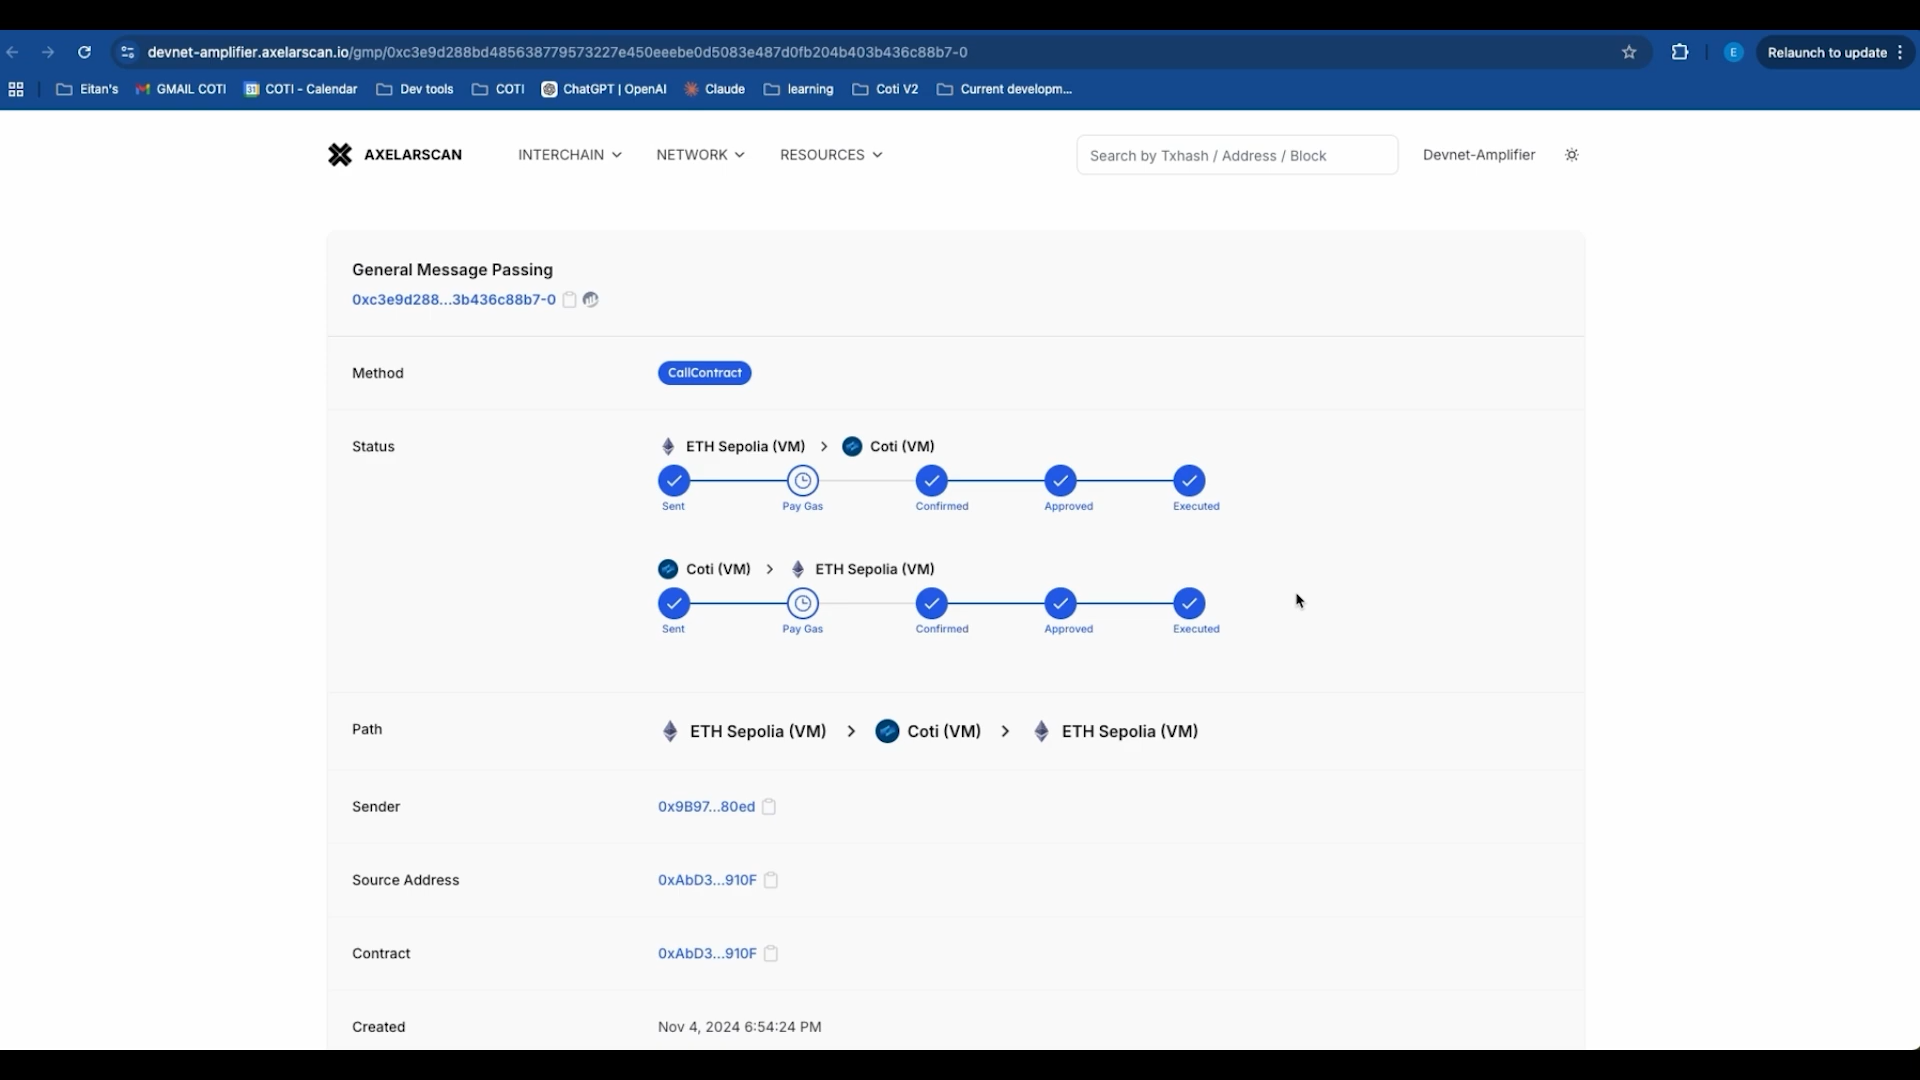 devnet-amplifier.axelarscan.io/gmp/0xc3e9d288bd485638779573227e450eeebe0d5083e487d0fb204b403b436c88b7-0
E
Relaunch to update
Eitan's
GMAIL COTI
31
COTI - Calendar
Dev tools
COTI
ChatGPT | OpenAI
Claude
learning
Coti V2
Current developm...
AXELARSCAN
INTERCHAIN
NETWORK
RESOURCES
Search by Txhash / Address / Block
Devnet-Amplifier
General Message Passing
0xc3e9d288...3b436c88b7-0
Method
CallContract
Status
ETH Sepolia (VM)
Coti (VM)
Sent
Pay Gas
Confirmed
Approved
Executed
Coti (VM)
ETH Sepolia (VM)
Sent
Pay Gas
Confirmed
Approved
Executed
Path
ETH Sepolia (VM)
Coti (VM)
ETH Sepolia (VM)
Sender
0x9B97...80ed
Source Address
0xAbD3...910F
Contract
0xAbD3...910F
Created
Nov 4, 2024 6:54:24 PM